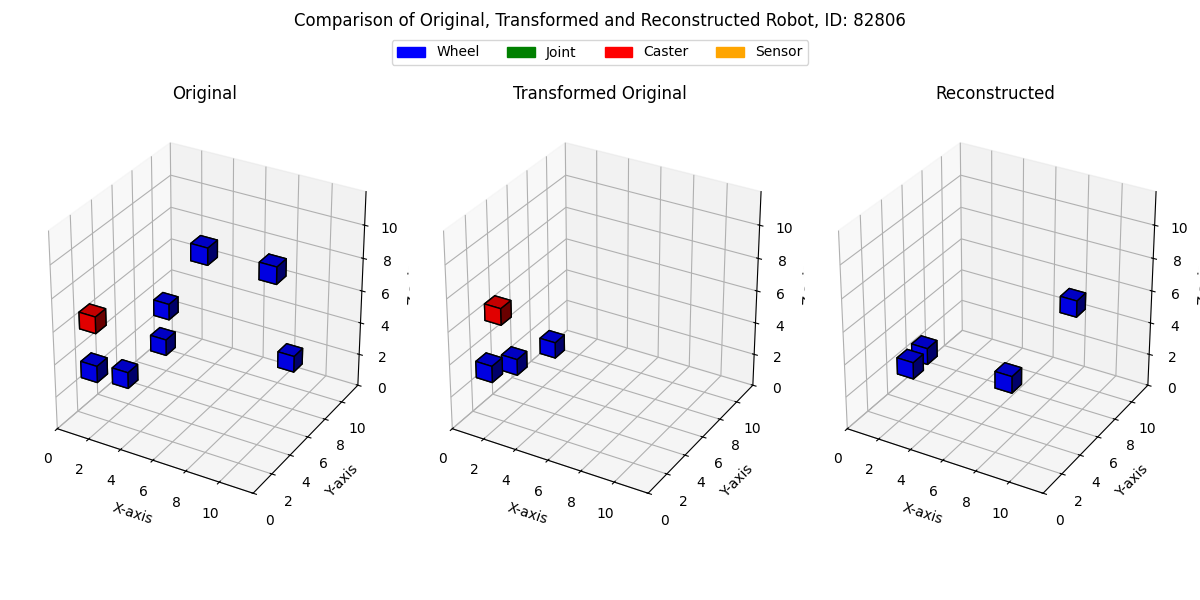 Comparison of Original, Transformed and Reconstructed Robot, ID: 82806
Wheel Joint Caster Sensor
Original
Transformed Original
Reconstructed
0 2 4 6 8 10
X-axis
0 2 4 6 8 10
Y-axis
0 2 4 6 8 10
0 2 4 6 8 10
X-axis
0 2 4 6 8 10
Y-axis
0 2 4 6 8 10
0 2 4 6 8 10
X-axis
0 2 4 6 8 10
Y-axis
0 2 4 6 8 10